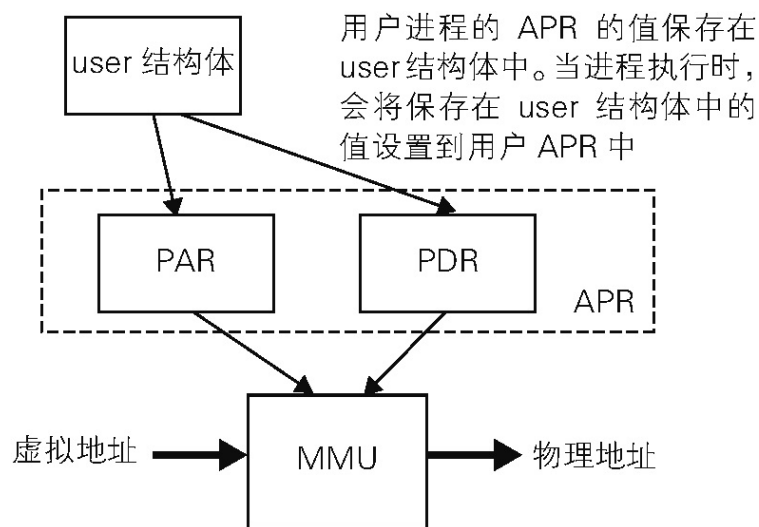 user 结构体
用户进程的 APR 的值保存在
user结构体中。当进程执行时，
会将保存在 user 结构体中的
值设置到用户 APR 中
PAR
PDR
APR
虚拟地址
MMU
物理地址